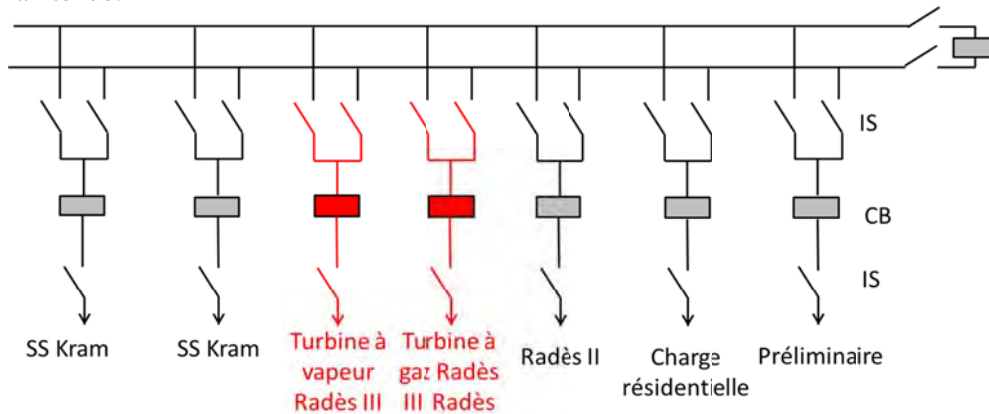 IS
CB
IS
SS Kram
SS Kram
Turbine à
vapeur
Radès III
Turbine à
gaz Radès
III Radès
Radès II
Charge
résidentielle
Préliminaire